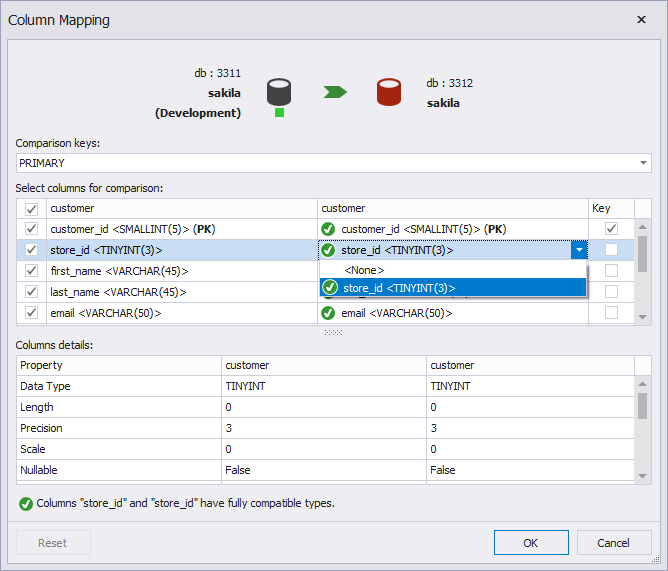 Column Mapping
db : 3311
sakila
(Development)
db : 3312
sakila
Comparison keys:
PRIMARY
Select columns for comparison:
customer customer Key
customer_id <SMALLINT(5)> (PK) customer_id <SMALLINT(5)> (PK)
store_id <TINYINT(3)> store_id <TINYINT(3)>
first_name <VARCHAR(45)> <None>
last_name <VARCHAR(45)> store_id <TINYINT(3)>
email <VARCHAR(50)> email <VARCHAR(50)>
Columns details:
Property customer customer
Data Type TINYINT TINYINT
Length 0 0
Precision 3 3
Scale 0 0
Nullable False False
Columns "store_id" and "store_id" have fully compatible types.
Reset OK Cancel